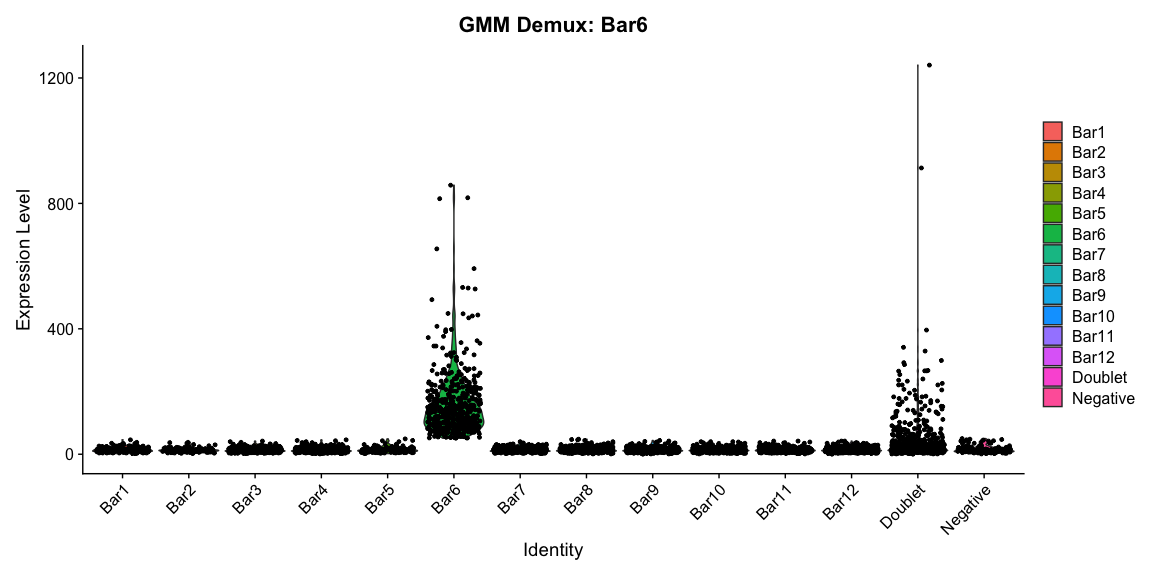 GMM Demux: Bar6
Expression Level
1200
800
400
0
Bar1
Bar2
Bar3
Bar4
Bar5
Bar6
Bar7
Bar8
Bar9
Bar10
Bar11
Bar12
Doublet
Negative
Identity
Bar1
Bar2
Bar3
Bar4
Bar5
Bar6
Bar7
Bar8
Bar9
Bar10
Bar11
Bar12
Doublet
Negative